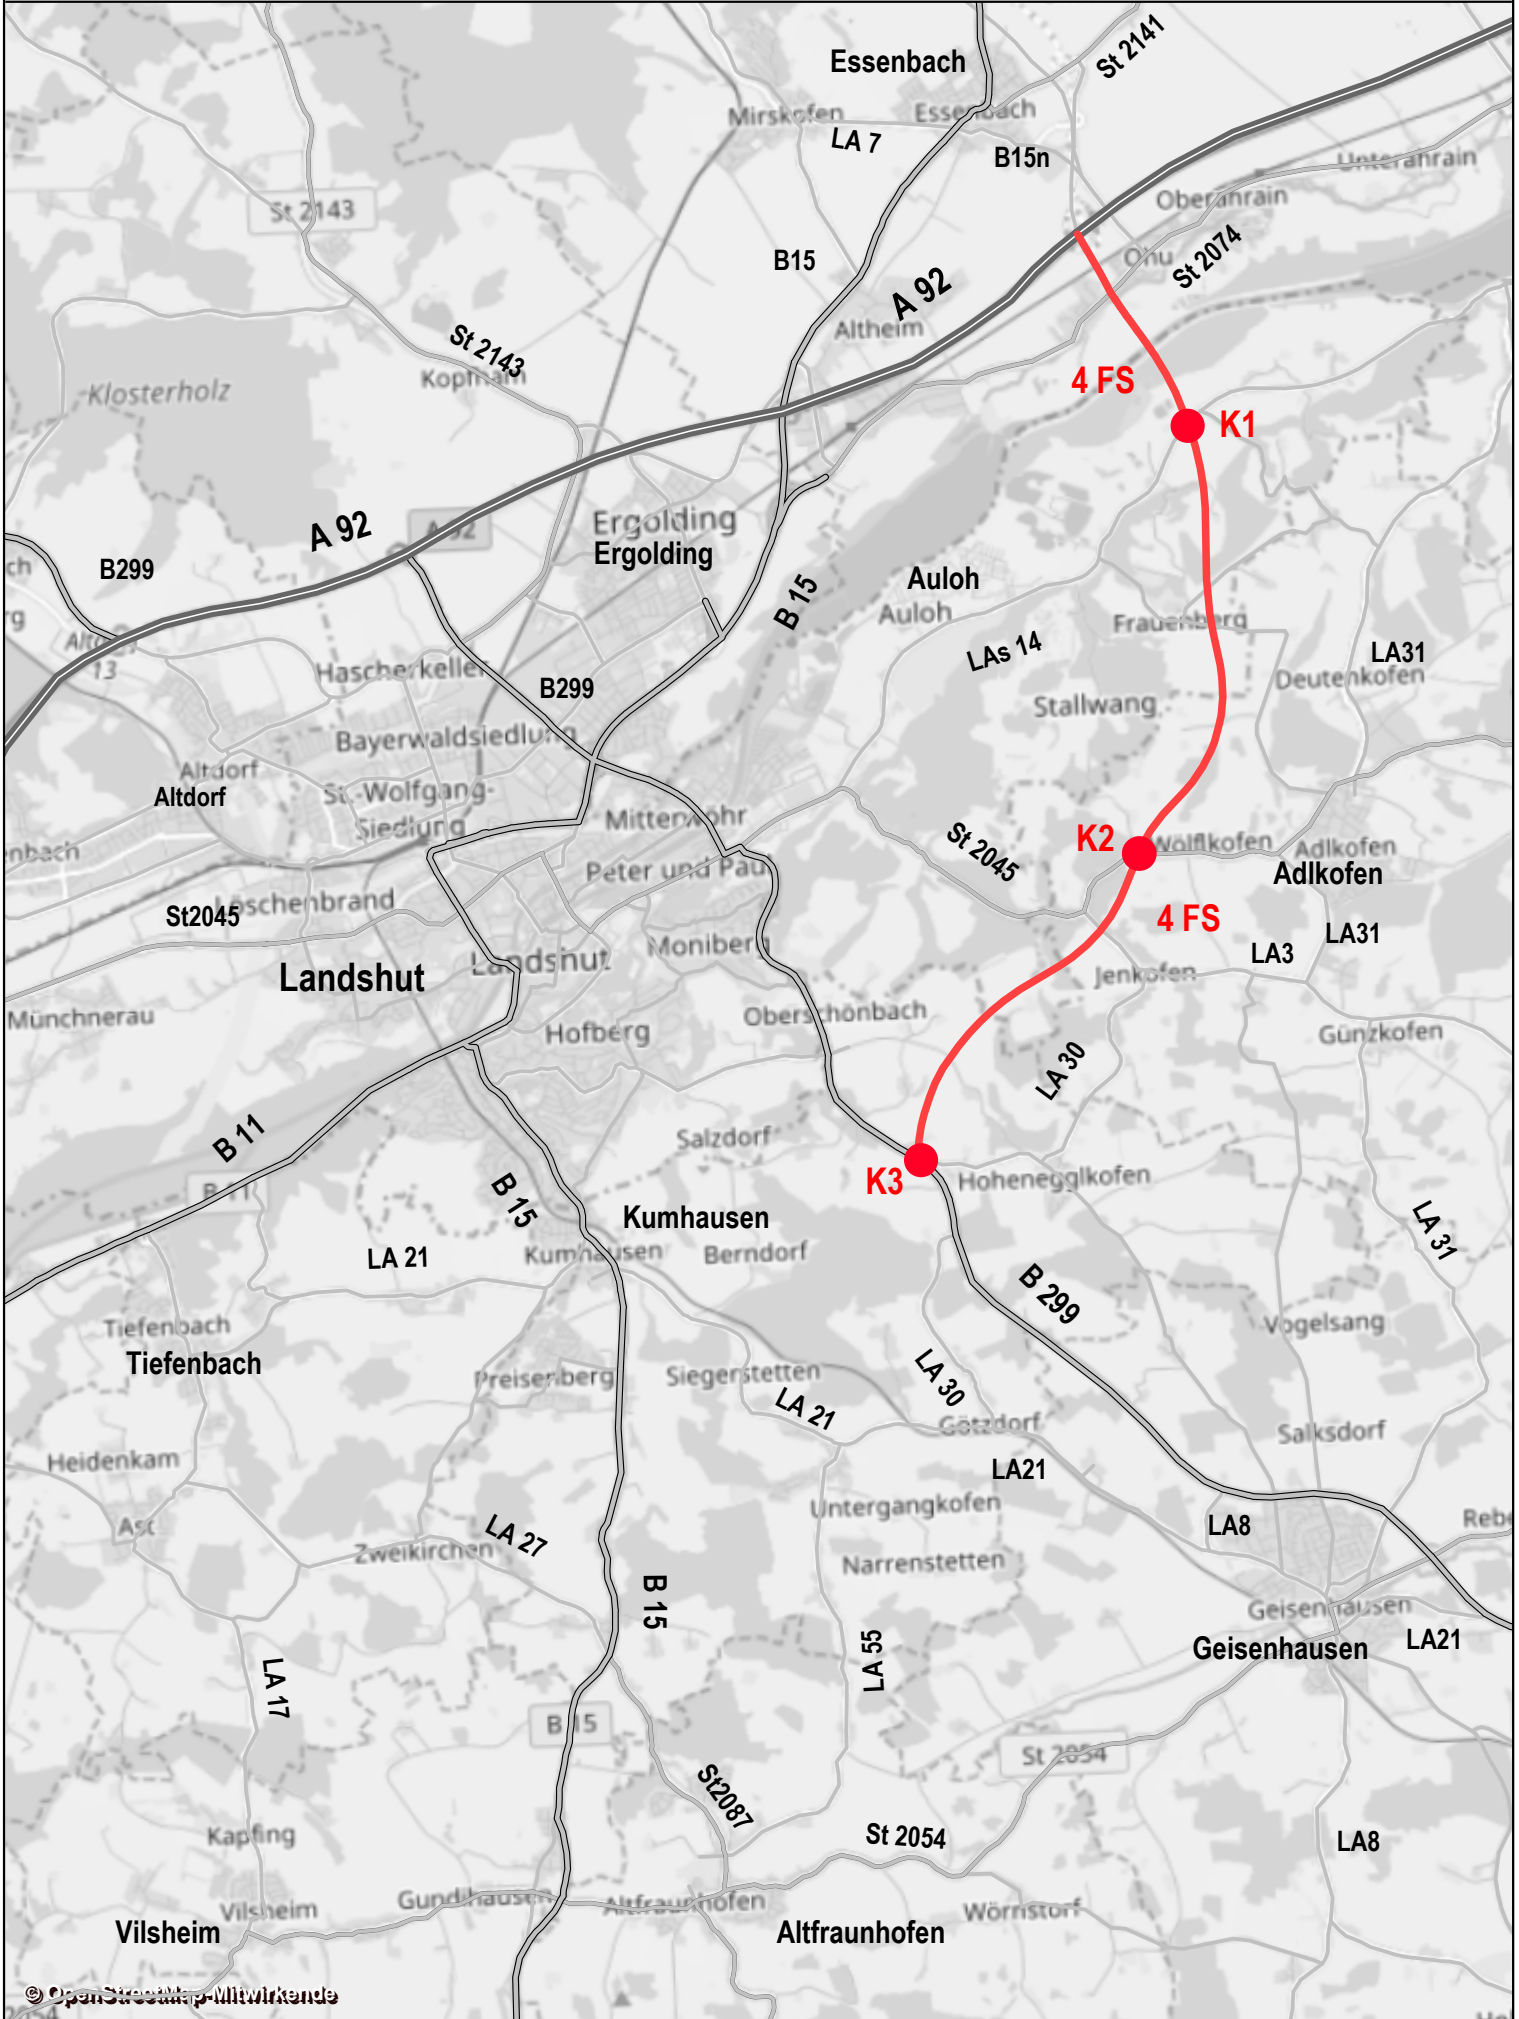 St 2141
Essenbach
Mirskofen
Essenbach
LA 7
B15n
Unterahrain
Oberahrain
St 2143
Ohu
St 2074
B15
A 92
Altheim
St 2143
Kopfham
4 FS
Klosterholz
K1
A 92
A 92
Ergolding
Ergolding
B299
Auloh
B 15
Auloh
Frauenberg
LAs 14
LA31
13
Hascherkeller
B299
Deutenkofen
Stallwang
Bayerwaldsiedlung
Altdorf
Altdorf
St.-Wolfgang-
Siedlung
Mitterwöhr
K2
Wölflkofen
Adlkofen
St 2045
Adlkofen
Peter und Paul
4 FS
St2045
Löschenbrand
LA31
LA3
Moniberg
Landshut
Landshut
Jenkofen
Münchnerau
Oberschönbach
Hofberg
Günzkofen
LA 30
B 11
Salzdorf
K3
Hohenegglkofen
B 11
B 15
Kumhausen
LA 31
LA 21
Kumhausen
Berndorf
B 299
Tiefenbach
Vogelsang
Tiefenbach
Preisenberg
Siegerstetten
LA 30
LA 21
Götzdorf
Salksdorf
Heidenkam
LA21
Untergangkofen
Ast
LA 27
LA8
Zweikirchen
Narrenstetten
B 15
Geisenhausen
Geisenhausen
LA21
LA 55
LA 17
B 15
St 2054
St2087
Kapfing
St 2054
LA8
Vilsheim
Gundihausen
Altfraunhofen
Wörnstorf
Vilsheim
Altfraunhofen
© OpenStreetMap-Mitwirkende